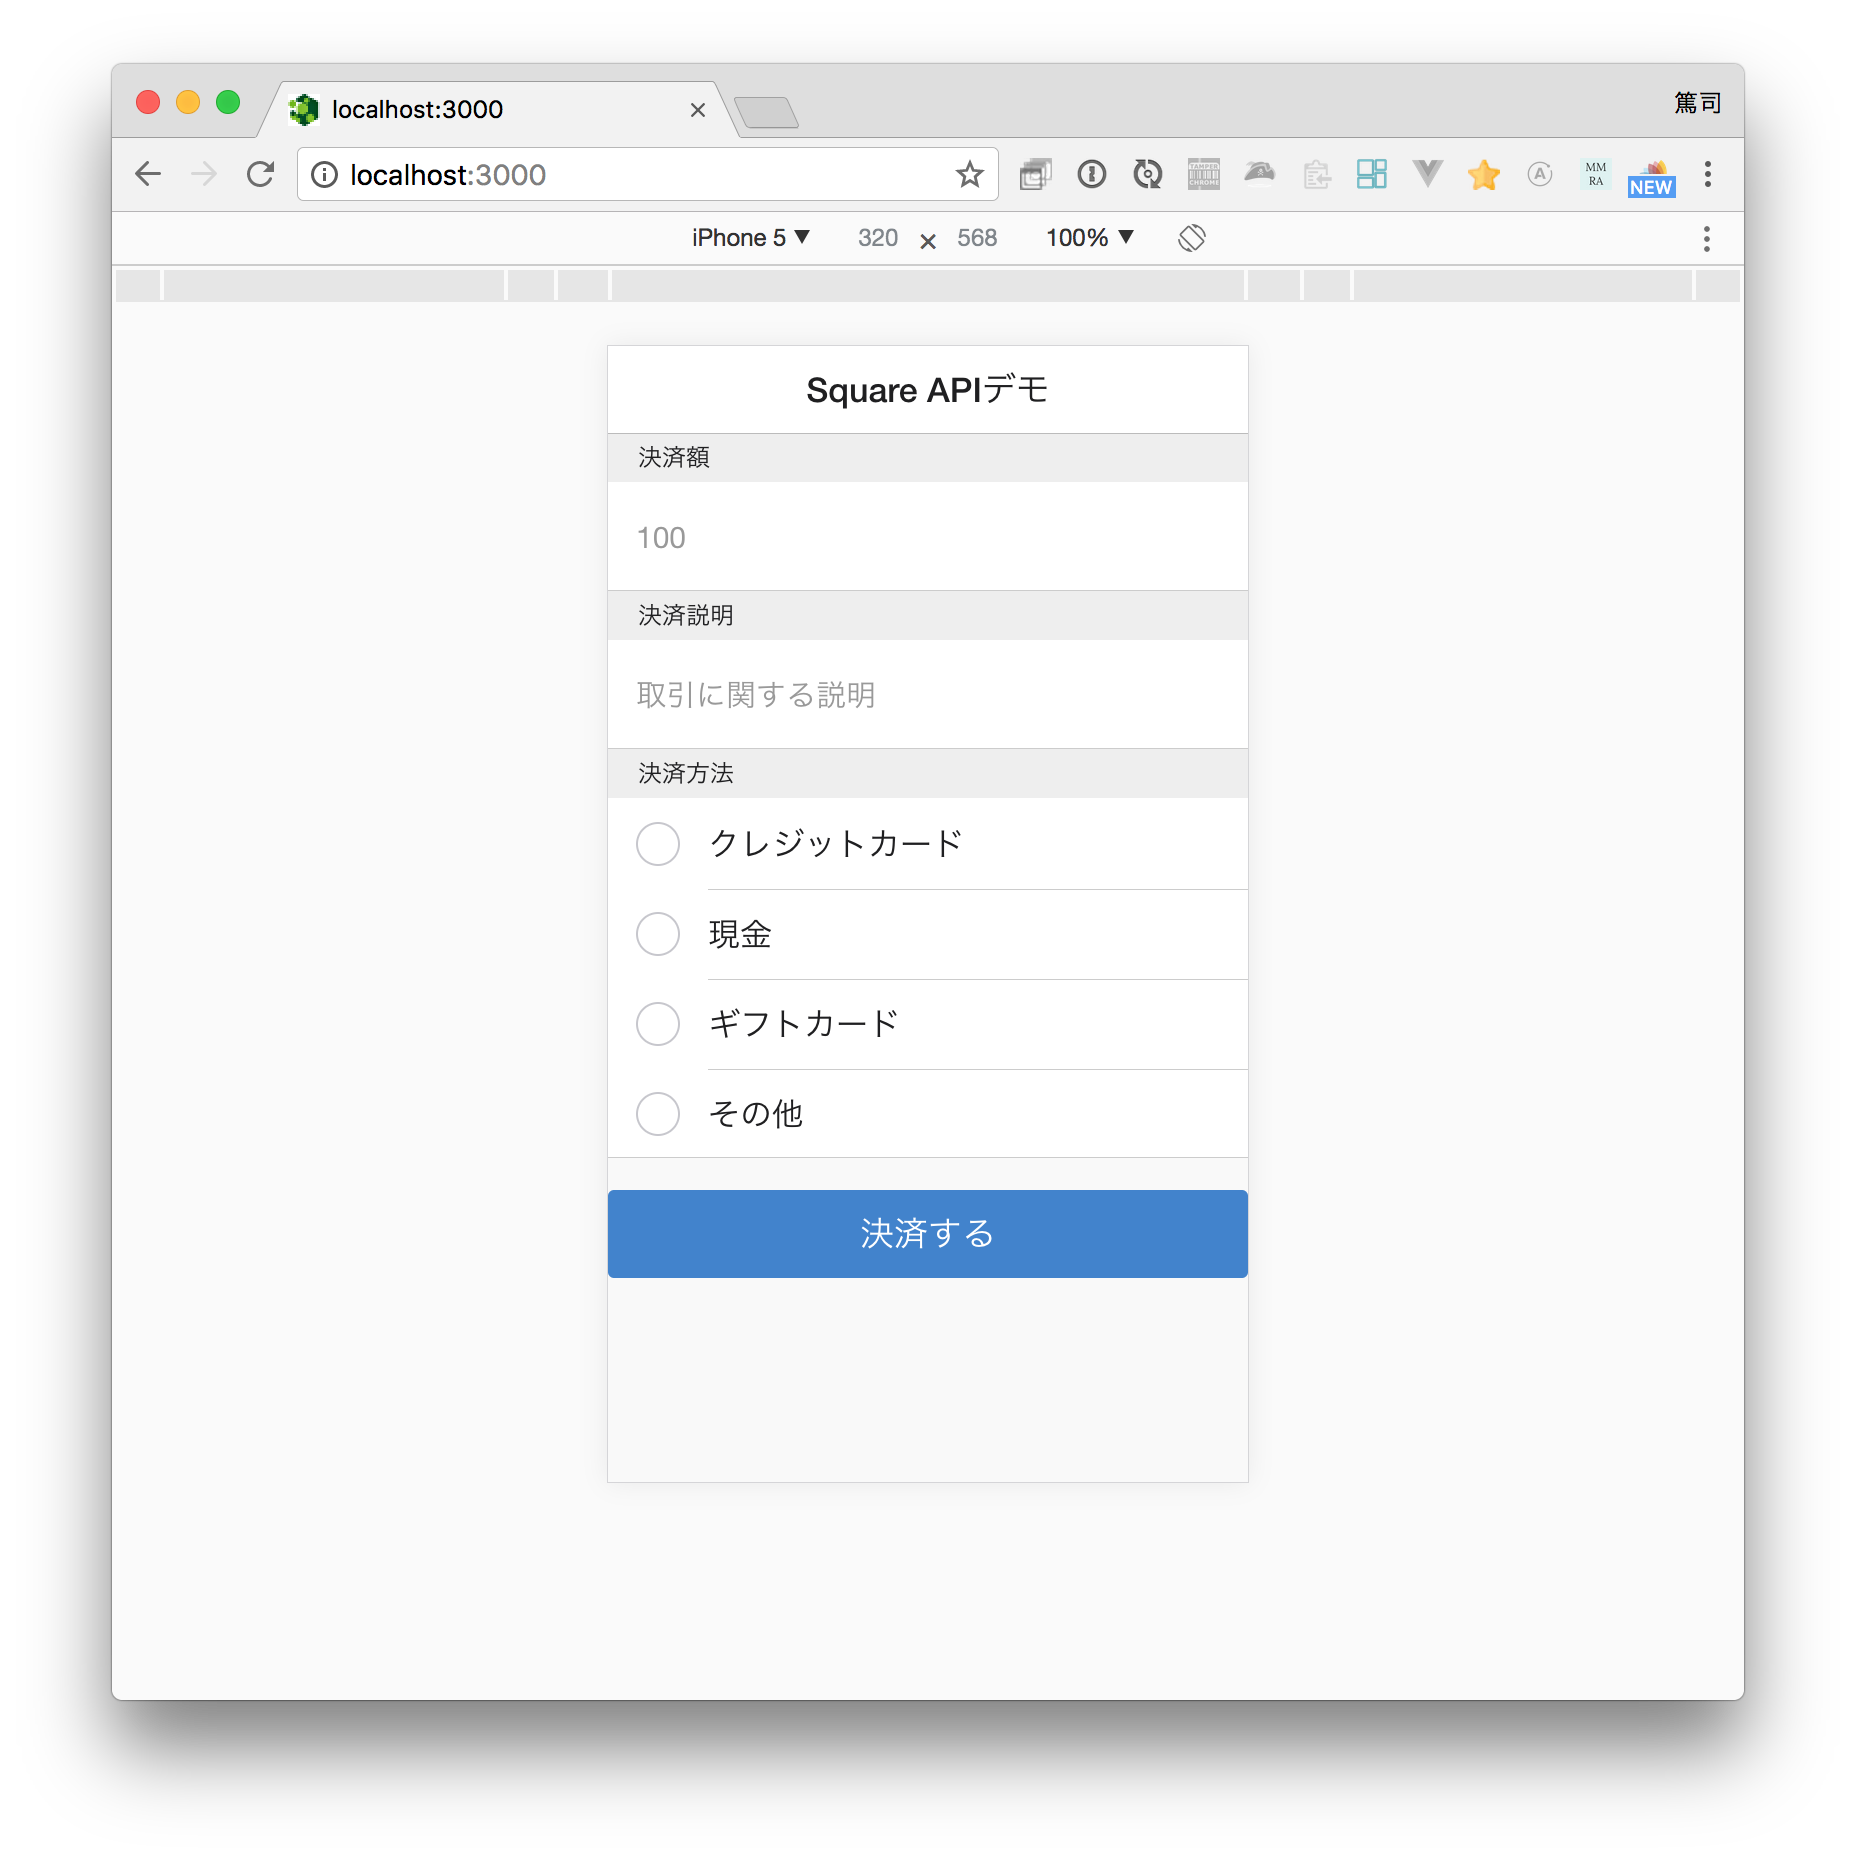 localhost:3000
篤司
localhost:3000
TAMPER CHROME
A
MM
RA
NEW
iPhone 5 ▼ 320 × 568 100% ▼
Square APIデモ
決済額
100
決済説明
取引に関する説明
決済方法
クレジットカード
現金
ギフトカード
その他
決済する